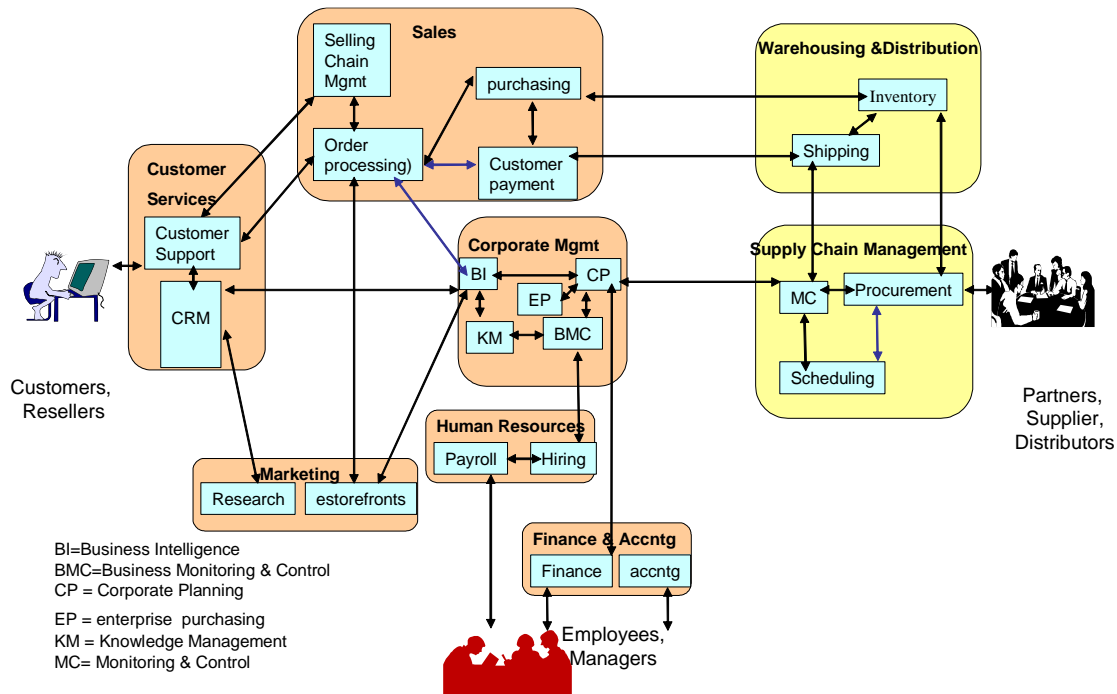 Sales
Selling
Chain
Mgmt
purchasing
Order
processing)
Customer
payment
Warehousing &Distribution
Inventory
Shipping
Customer
Services
Customer
Support
CRM
Customers,
Resellers
Corporate Mgmt
BI
CP
EP
KM
BMC
Supply Chain Management
MC
Procurement
Scheduling
Partners,
Supplier,
Distributors
Human Resources
Payroll
Hiring
Marketing
Research
estorefronts
Finance & Accntg
Finance
accntg
Employees,
Managers
BI=Business Intelligence
BMC=Business Monitoring & Control
CP = Corporate Planning
EP = enterprise purchasing
KM = Knowledge Management
MC= Monitoring & Control